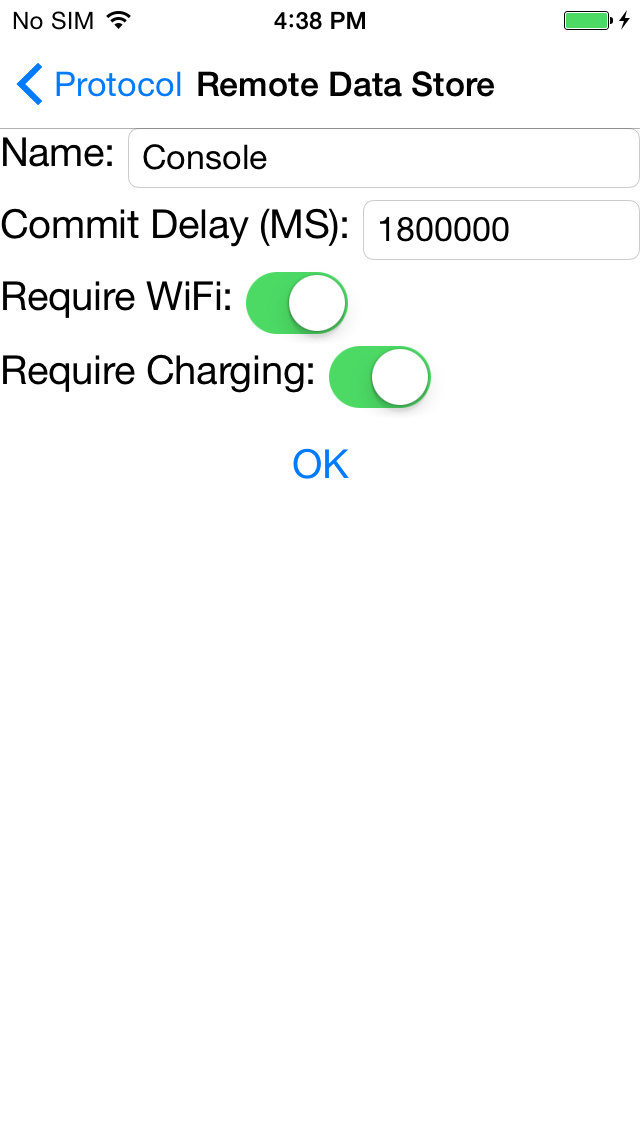 No SIM 4:38 PM
Protocol Remote Data Store
Name: Console
Commit Delay (MS): 1800000
Require WiFi:
Require Charging:
OK